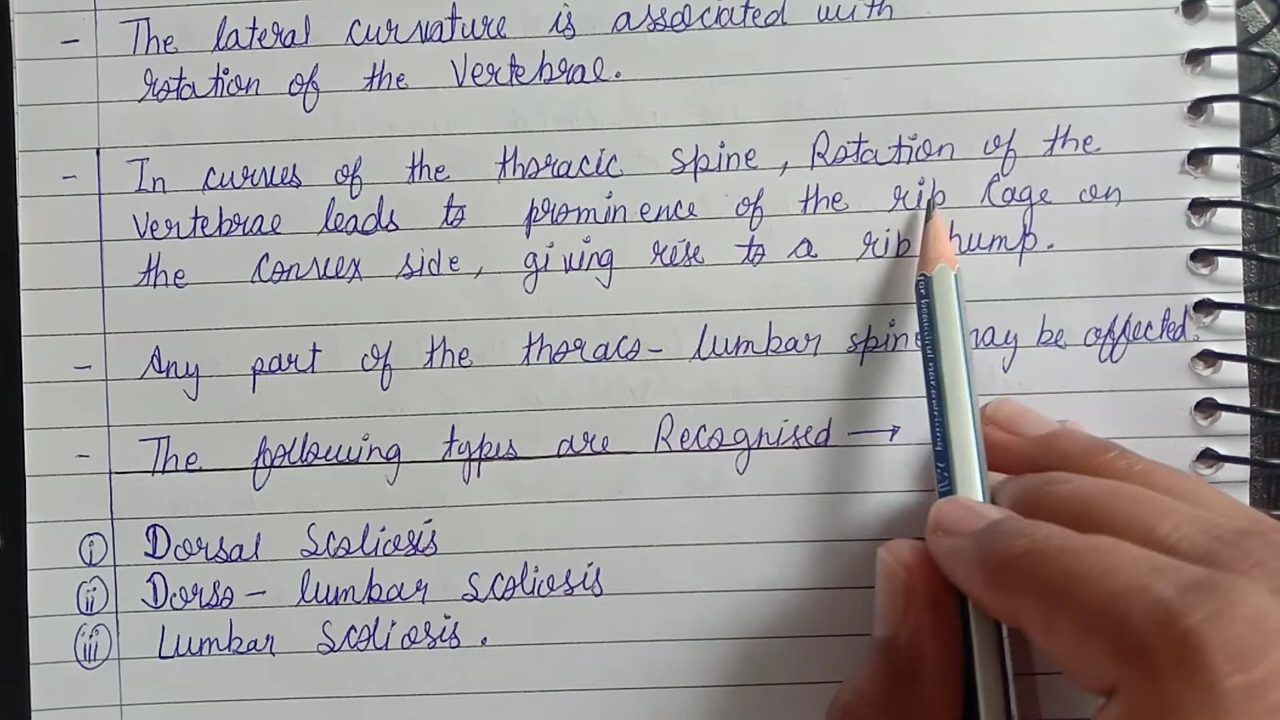 - The lateral curvature is associated with
rotation of the Vertebrae.
- In curves of the thoracic spine, Rotation of the
Vertebrae leads to prominence of the rib Cage on
the Convex side, giving rise to a rib hump.
- Any part of the thoraco-lumbar spine may be affected.
- The following types are Recognised →
(i) Dorsal Scoliosis
(ii) Dorso-lumbar scoliosis
(iii) Lumbar Scoliosis.
for beautiful handwriting